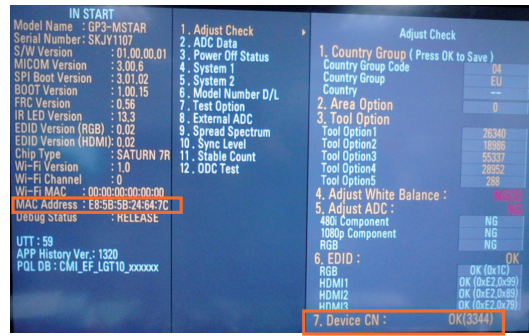 IN START
Model Name : GP3-MSTAR
Serial Number: SKJY1107
S/W Version : 01,00,00,01
MICOM Version : 3,00,6
SPI Boot Version : 3,01,02
BOOT Version : 1,00,15
FRC Version : 0,56
IR LED Version : 13,3
EDID Version (RGB) : 0,02
EDID Version (HDMI): 0,02
Chip Type : SATURN 7R
Wi-Fi Version : 1,0
Wi-Fi Channel : 0
Wi-Fi MAC : 00:00:00:00:00:00
MAC Address : E8:5B:5B:24:64:7C
Debug Status : RELEASE
UTT : 59
APP History Ver.: 1320
PQL DB : CMI_EF_LGT10_xxxxxx
1 . Adjust Check
2 . ADC Data
3 . Power Off Status
4 . System 1
5 . System 2
6 . Model Number D/L
7 . Test Option
8 . External ADC
9 . Spread Spectrum
10 . Sync Level
11 . Stable Count
12 . ODC Test
Adjust Check
1. Country Group ( Press OK to Save )
Country Group Code 04
Country Group EU
Country --
2. Area Option 0
3. Tool Option
Tool Option1 26340
Tool Option2 18986
Tool Option3 55337
Tool Option4 28952
Tool Option5 288
4. Adjust White Balance :
5. Adjust ADC :
480i Component NG
1080p Component NG
RGB NG
6. EDID : OK
RGB OK (0x1C)
HDMI1 OK (0xE2,0x99)
HDMI2 OK (0xE2,0x89)
HDMI3 OK (0xE2,0x79)
7. Device CN : OK(3344)